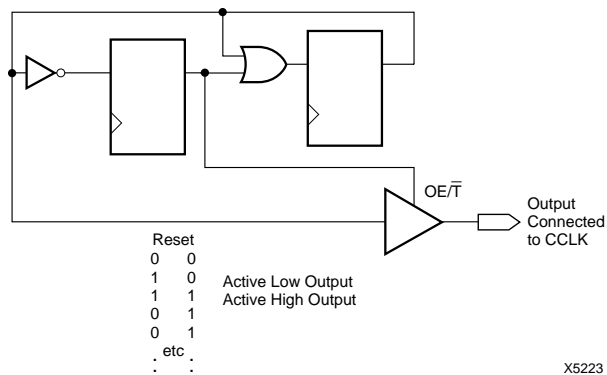 OE/T̅
Output
Connected
to CCLK
Reset
0 0
1 0
1 1
0 1
0 1
etc
. .
. .
Active Low Output
Active High Output
X5223